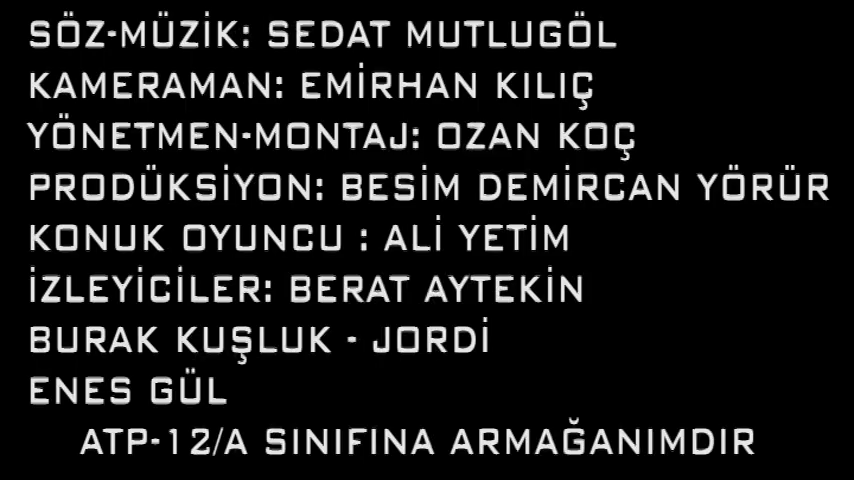 SÖZ-MÜZİK: SEDAT MUTLUGÖL
KAMERAMAN: EMİRHAN KILIÇ
YÖNETMEN-MONTAJ: OZAN KOÇ
PRODÜKSİYON: BESİM DEMİRCAN YÖRÜR
KONUK OYUNCU : ALİ YETİM
İZLEYİCİLER: BERAT AYTEKİN
BURAK KUŞLUK - JORDİ
ENES GÜL
ATP-12/A SINIFINA ARMAĞANIMDIR